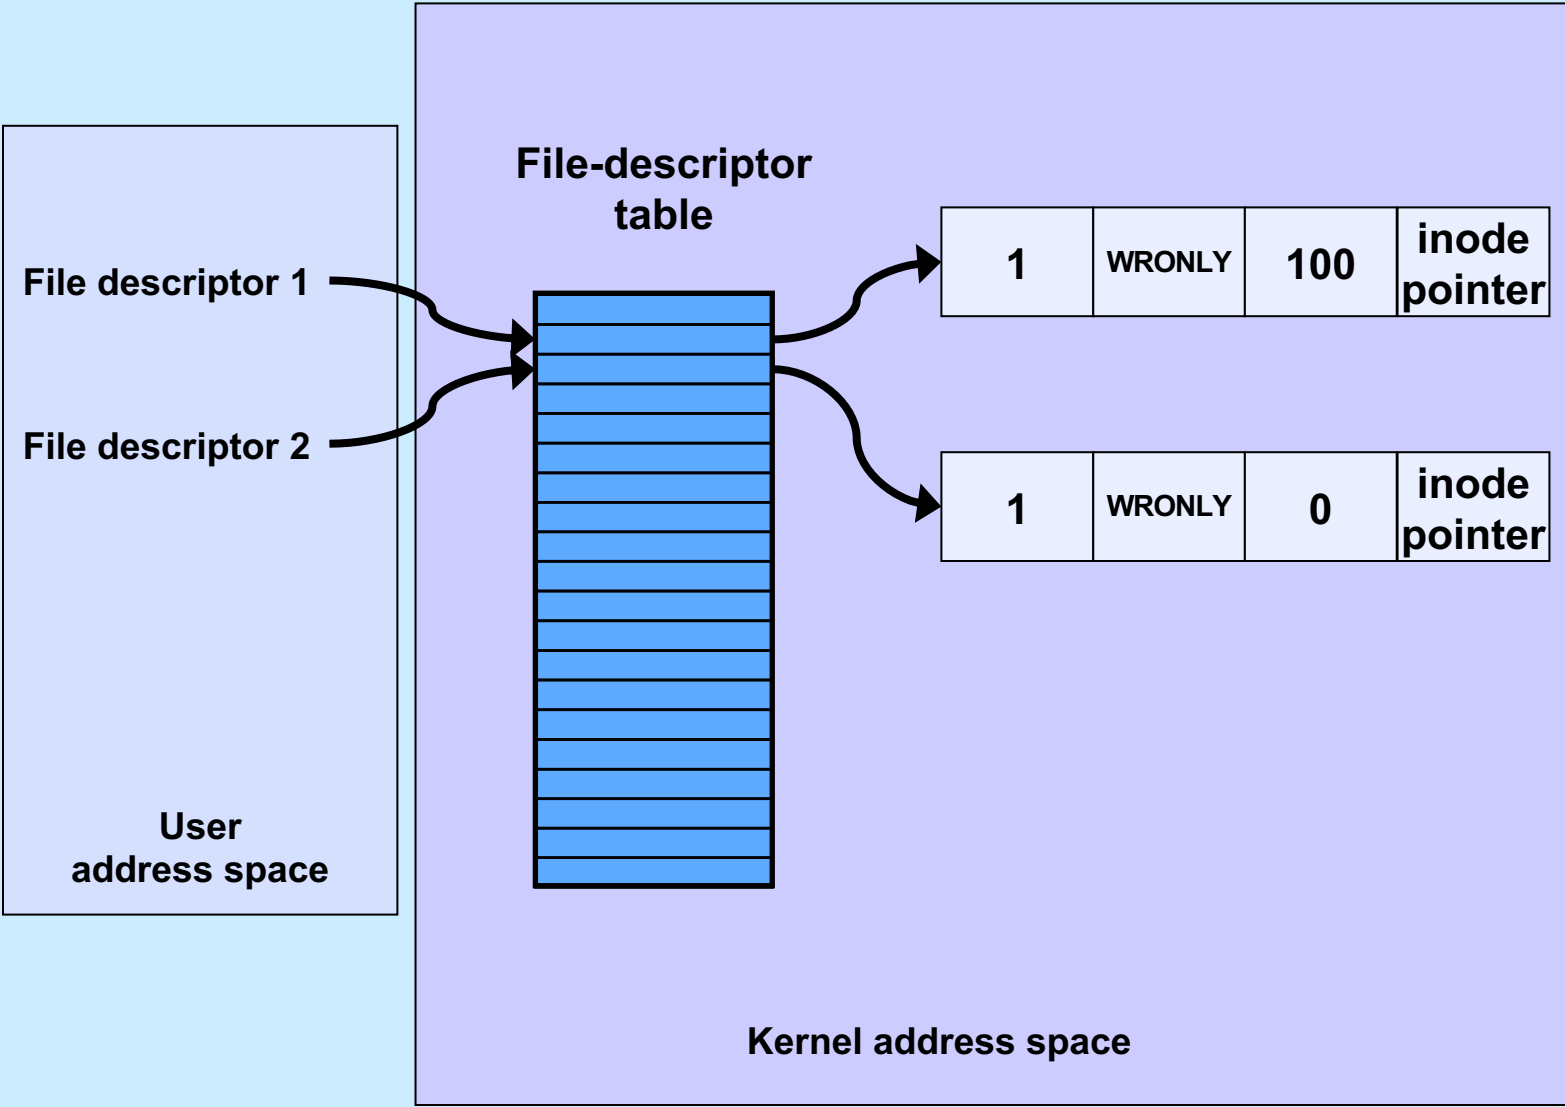 File-descriptor
table
File descriptor 1
File descriptor 2
1
WRONLY
100
inode
pointer
1
WRONLY
0
inode
pointer
User
address space
Kernel address space